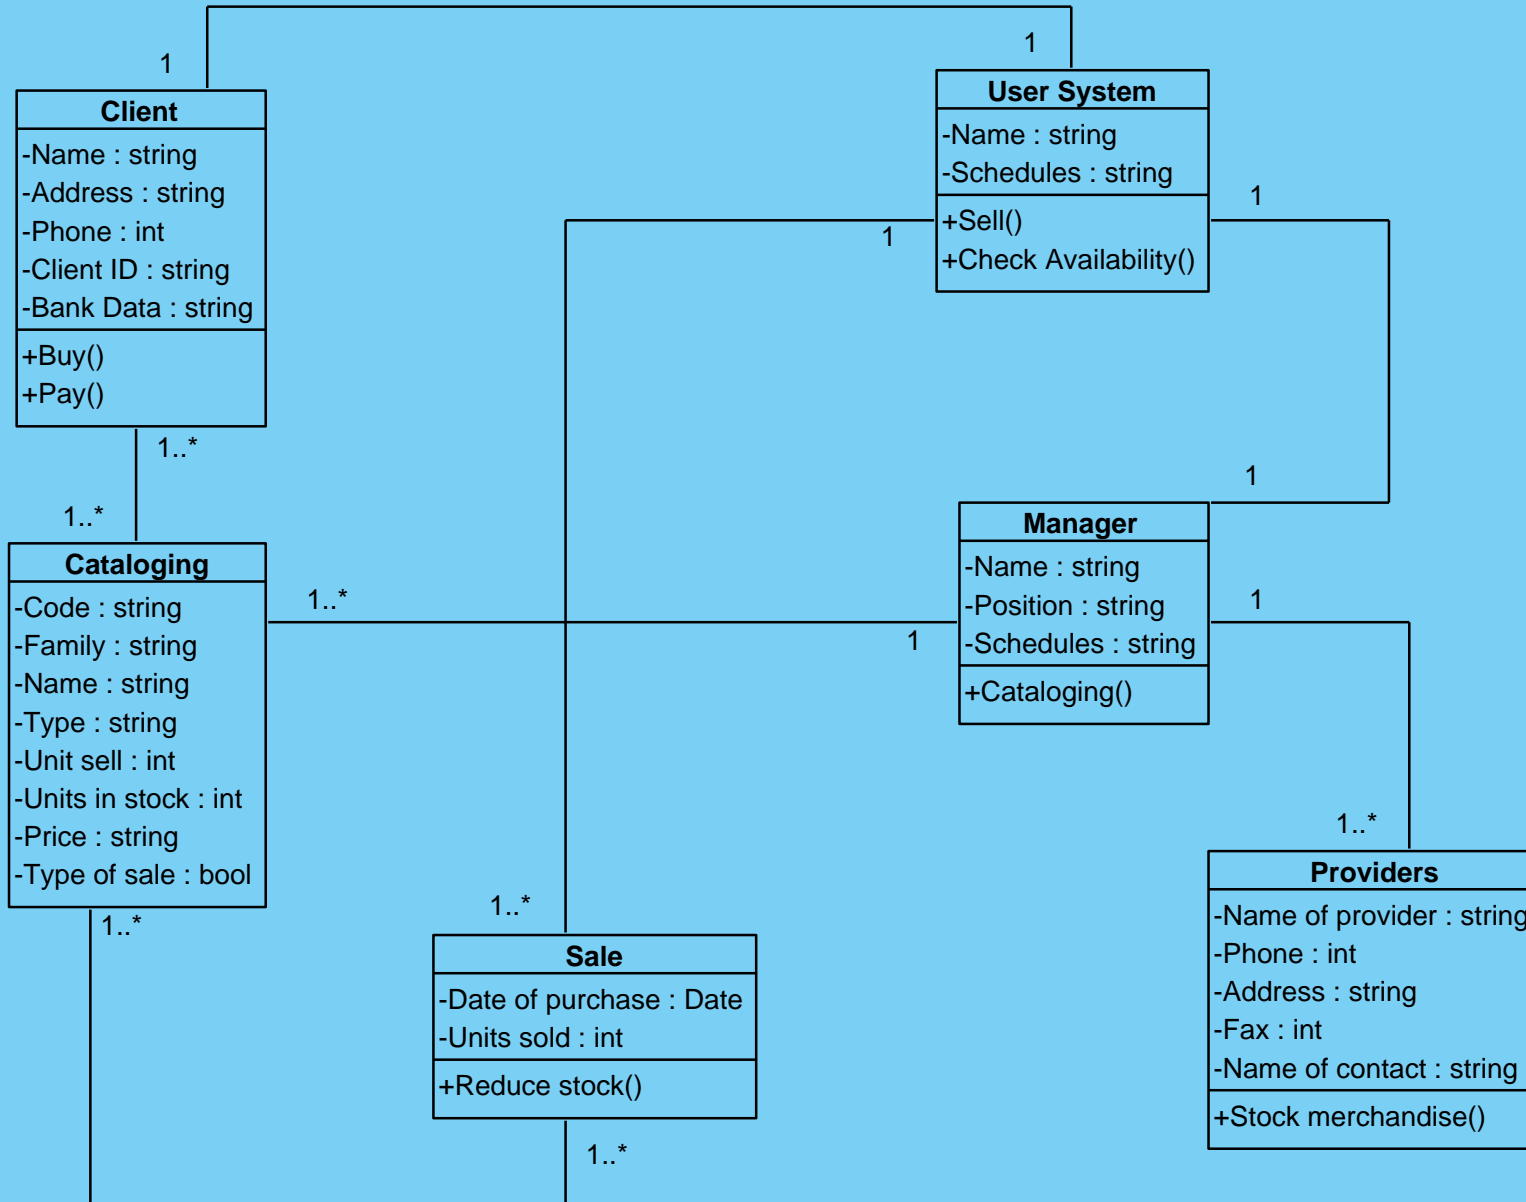 1
1
Client
-Name : string
-Address : string
-Phone : int
-Client ID : string
-Bank Data : string
+Buy()
+Pay()
User System
-Name : string
-Schedules : string
+Sell()
+Check Availability()
1
1
1..*
1..*
1
Cataloging
-Code : string
-Family : string
-Name : string
-Type : string
-Unit sell : int
-Units in stock : int
-Price : string
-Type of sale : bool
1..*
1
Manager
-Name : string
-Position : string
-Schedules : string
+Cataloging()
1
1..*
1..*
1..*
Sale
-Date of purchase : Date
-Units sold : int
+Reduce stock()
1..*
Providers
-Name of provider : string
-Phone : int
-Address : string
-Fax : int
-Name of contact : string
+Stock merchandise()